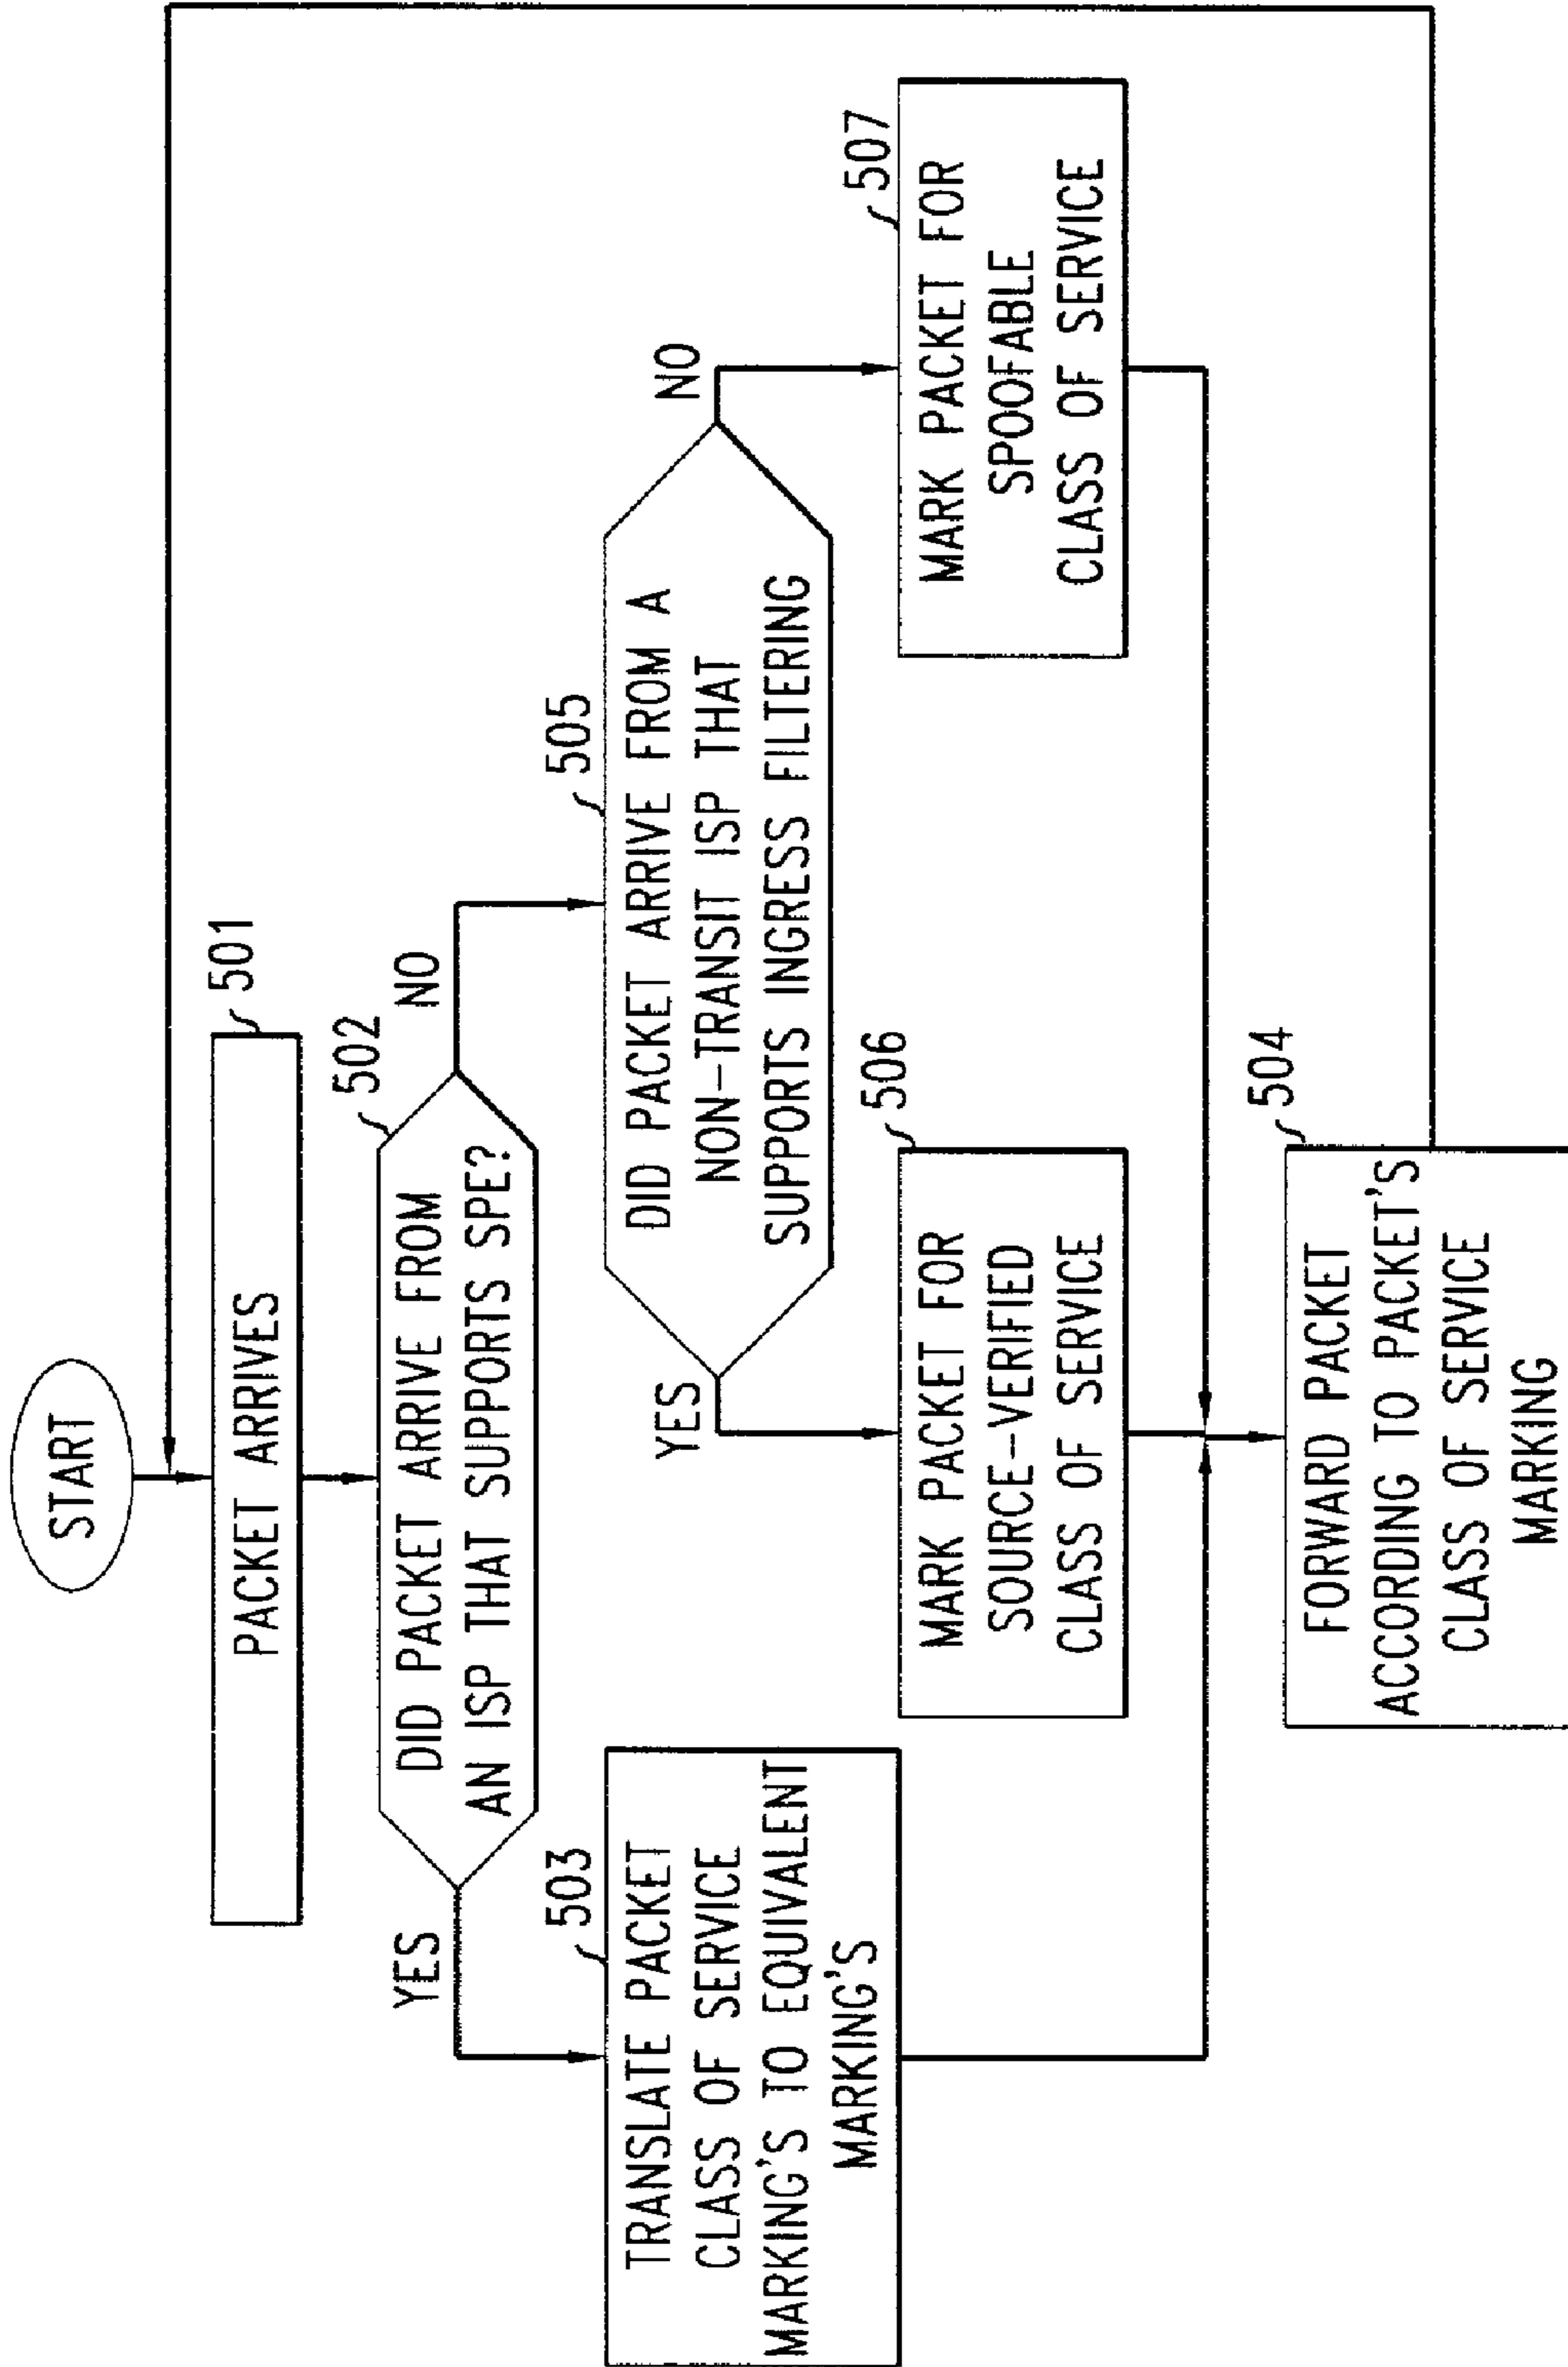 START
PACKET ARRIVES
501
DID PACKET ARRIVE FROM
AN ISP THAT SUPPORTS SPE?
502
YES
NO
TRANSLATE PACKET
CLASS OF SERVICE
MARKING'S TO EQUIVALENT
MARKING'S
503
DID PACKET ARRIVE FROM A
NON-TRANSIT ISP THAT
SUPPORTS INGRESS FILTERING
505
YES
NO
MARK PACKET FOR
SOURCE-VERIFIED
CLASS OF SERVICE
506
MARK PACKET FOR
SPOOFABLE
CLASS OF SERVICE
507
FORWARD PACKET
ACCORDING TO PACKET'S
CLASS OF SERVICE
MARKING
504